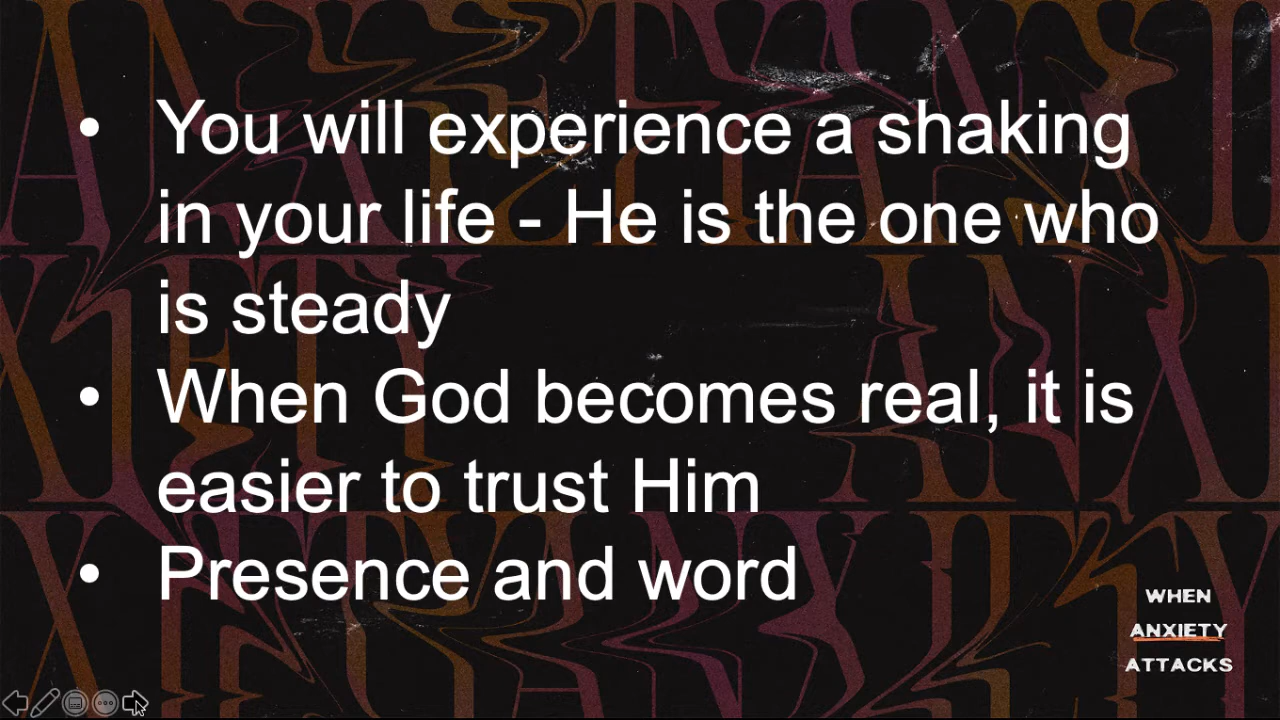 • You will experience a shaking
in your life - He is the one who
is steady
• When God becomes real, it is
easier to trust Him
• Presence and word
WHEN
ANXIETY
ATTACKS